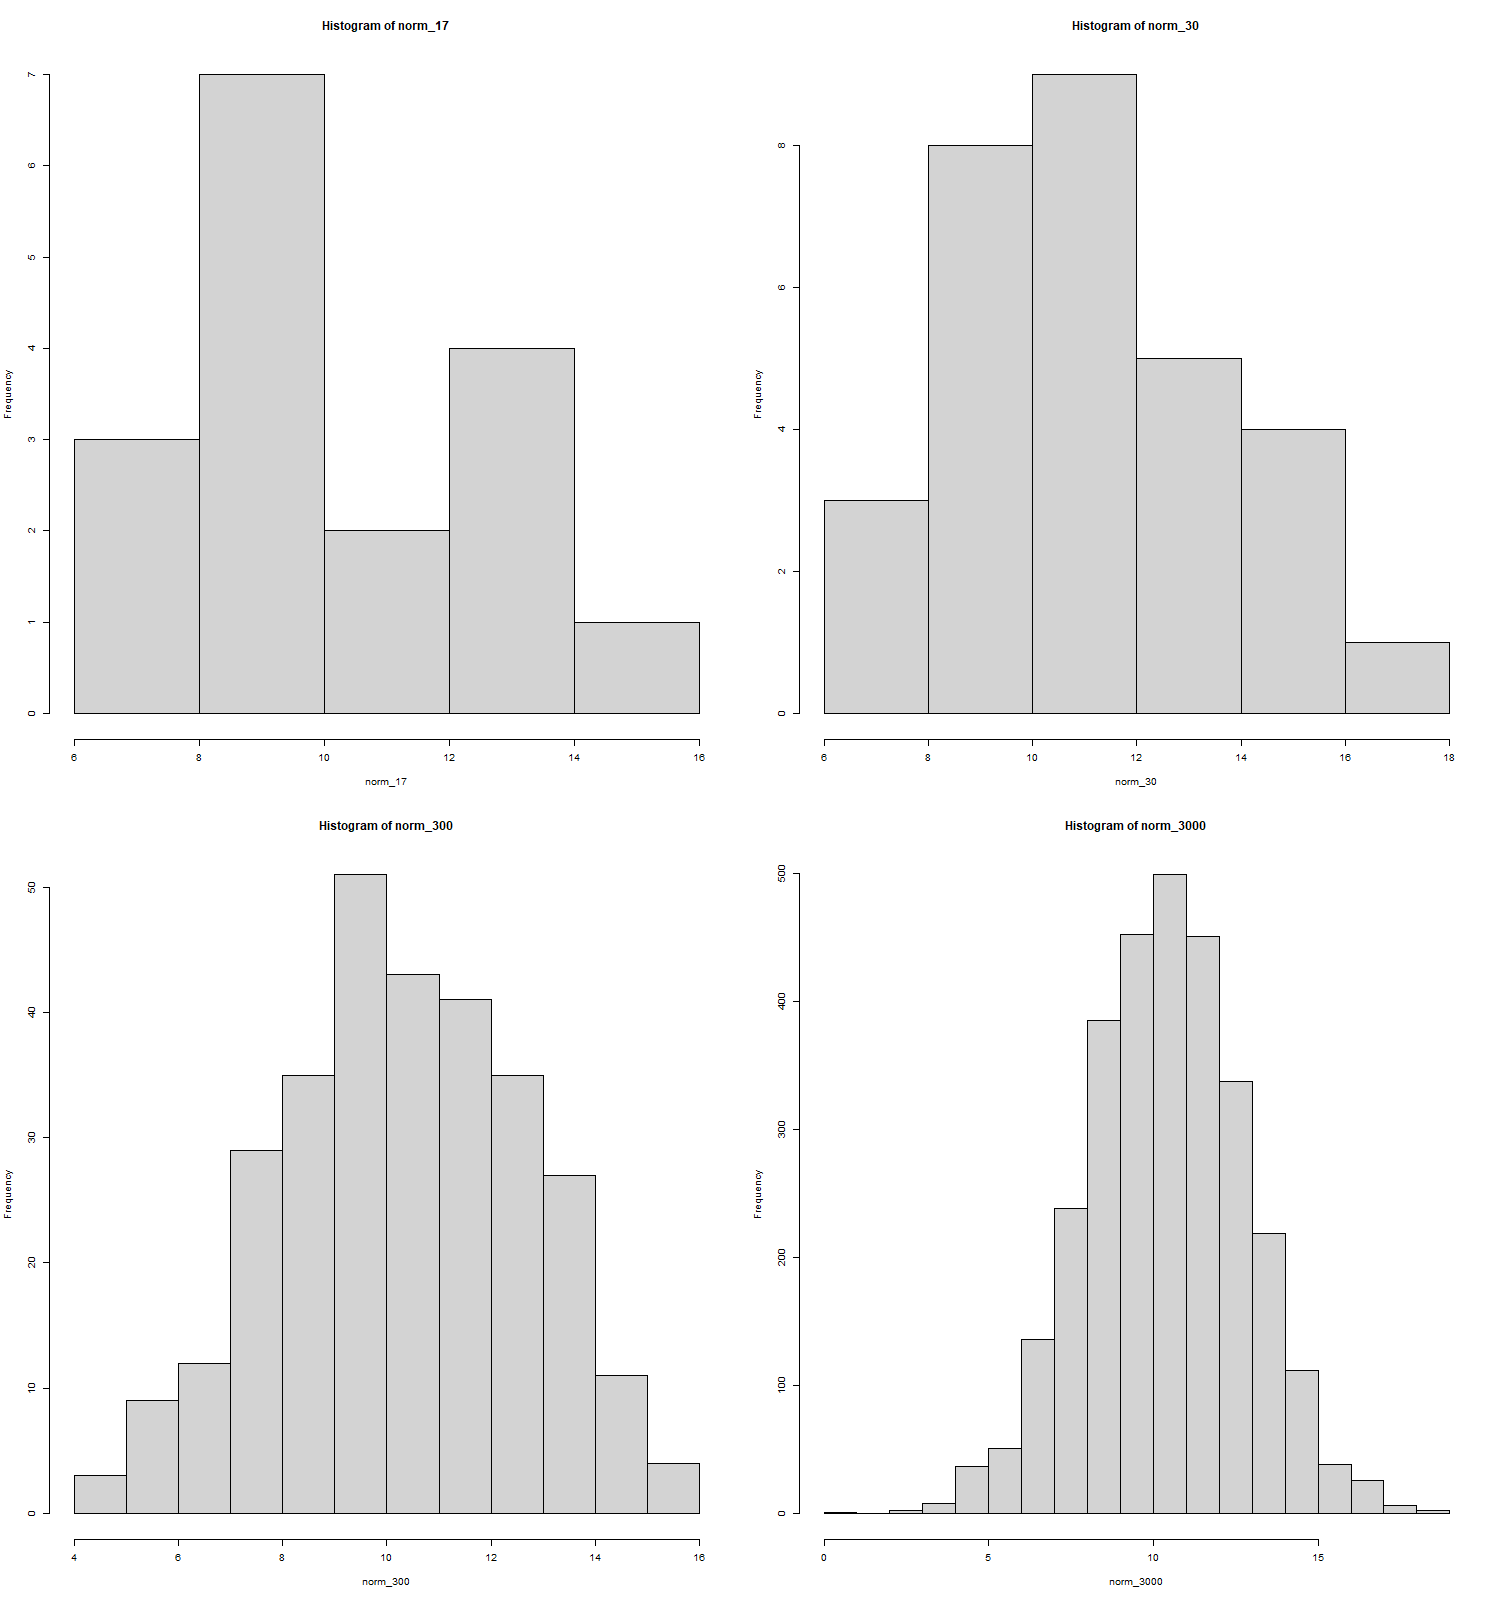 Histogram of norm_17
Frequency
0 1 2 3 4 5 6 7
6 8 10 12 14 16
norm_17
Histogram of norm_30
Frequency
0 2 4 6 8
6 8 10 12 14 16 18
norm_30
Histogram of norm_300
Frequency
0 10 20 30 40 50
4 6 8 10 12 14 16
norm_300
Histogram of norm_3000
Frequency
0 100 200 300 400 500
0 5 10 15
norm_3000